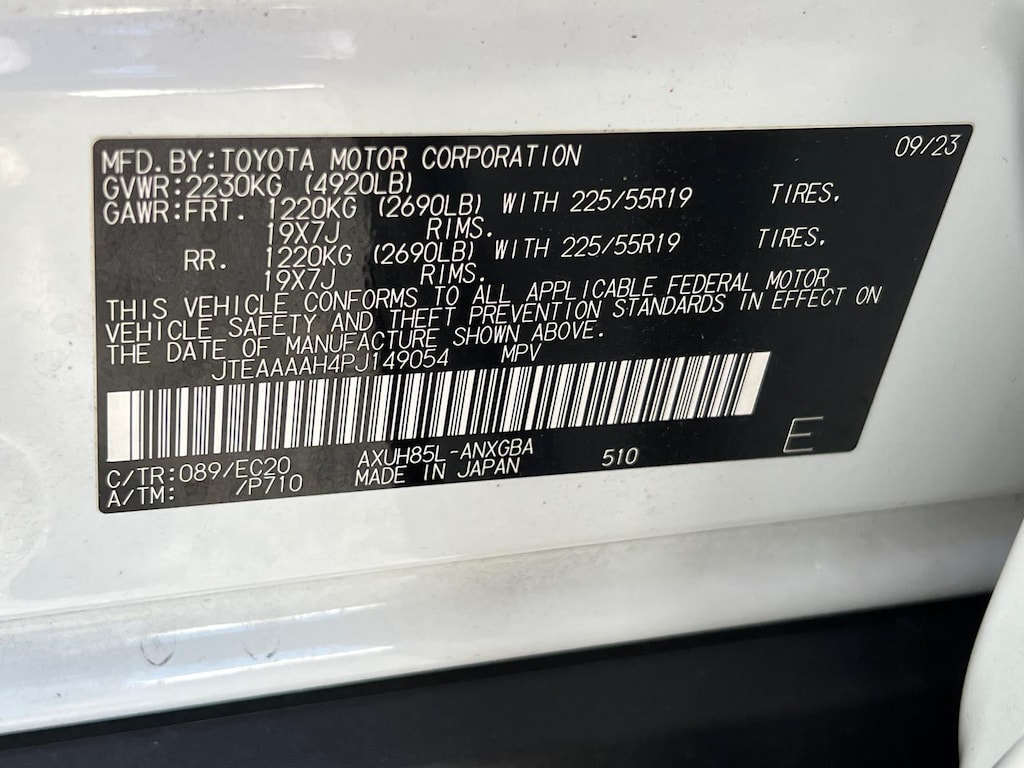 09/23
MFD.BY:TOYOTA MOTOR CORPORATION
GVWR:2230KG (4920LB)
GAWR:FRT. 1220KG (2690LB) WITH 225/55R19 TIRES.
19X7J RIMS.
RR. 1220KG (2690LB) WITH 225/55R19 TIRES.
19X7J RIMS.
THIS VEHICLE CONFORMS TO ALL APPLICABLE FEDERAL MOTOR
VEHICLE SAFETY AND THEFT PREVENTION STANDARDS IN EFFECT ON
THE DATE OF MANUFACTURE SHOWN ABOVE.
JTEAAAAH4PJ149054 MPV
C/TR:089/EC20 AXUH85L-ANXGBA 510 E
A/TM: /P710 MADE IN JAPAN